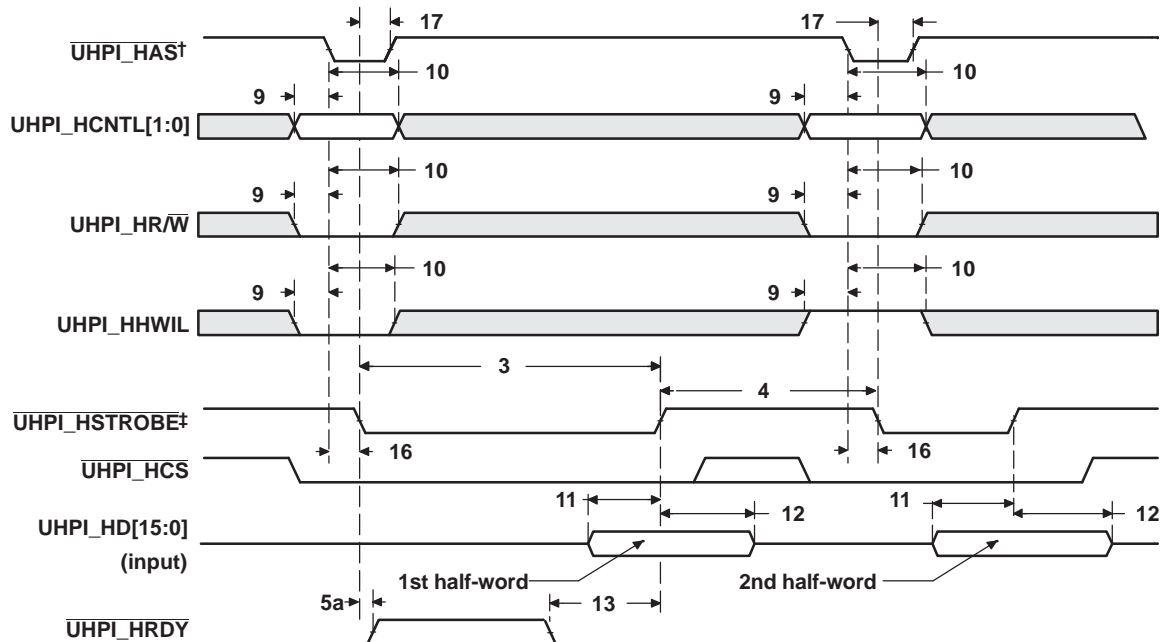 17 17
UHPI_HAS†
10 10
9 9
UHPI_HCNTL[1:0]
10 10
9 9
UHPI_HR/W
10 10
9 9
UHPI_HHWIL
3
4
UHPI_HSTROBE‡
16 16
UHPI_HCS
11 11
UHPI_HD[15:0] 12 12
(input)
1st half-word 2nd half-word
5a 13
UHPI_HRDY